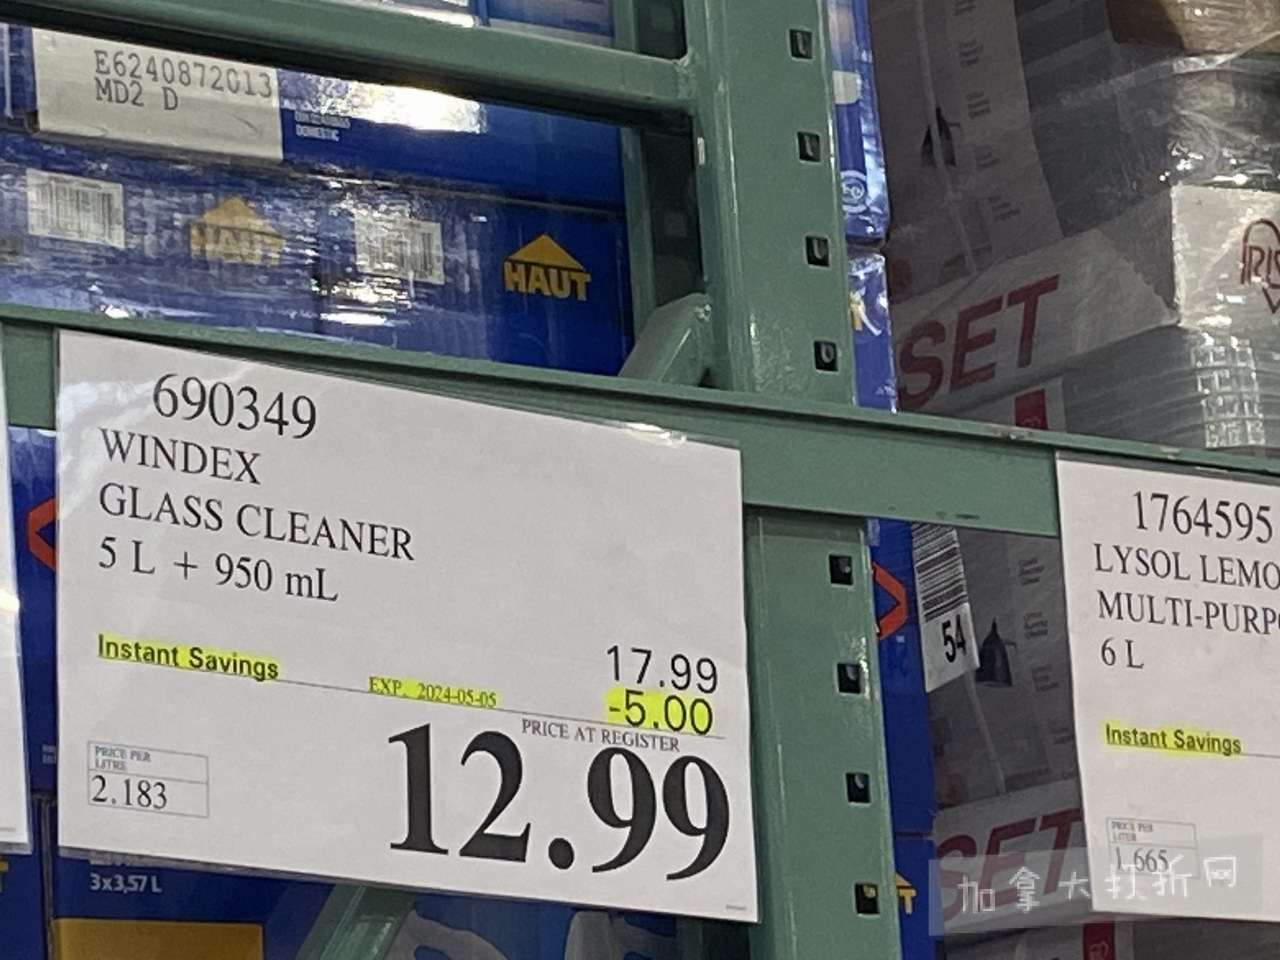 E6240872013
MD2 D
DOMESTIC
HAUT
HAUT
SET
690349
WINDEX
GLASS CLEANER
5 L + 950 mL
Instant Savings
17.99
EXP. 2024-05-05
-5.00
PRICE AT REGISTER
12.99
PRICE PER
LITRE
2.183
3x3,57 L
54
1764595
LYSOL LEMO
MULTI-PURP
6 L
Instant Savings
PRICE PER
LITER
1.665
SET
加拿大打折网